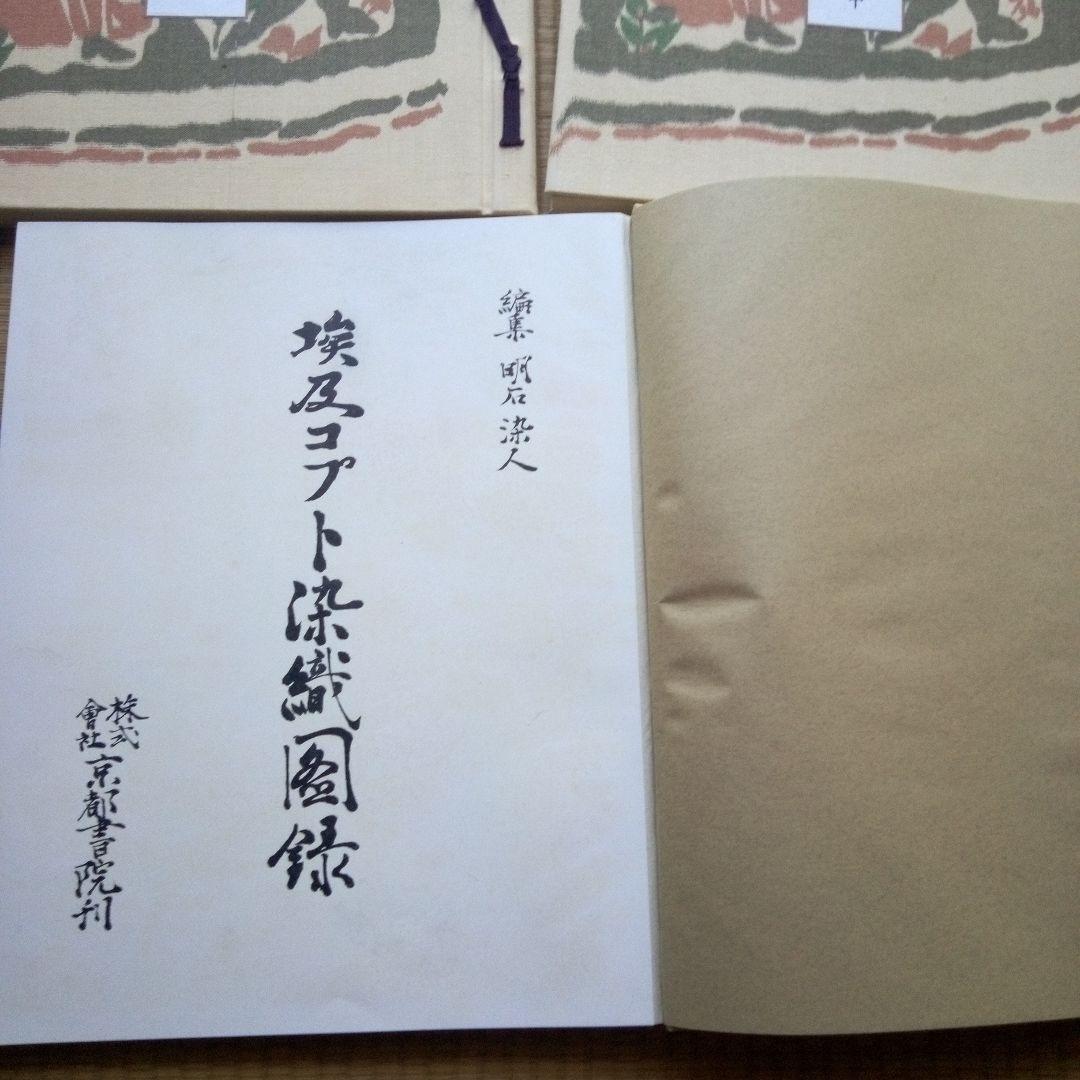 編集 明石染人
埃及コプト染織図録
株式會社京都書院刊